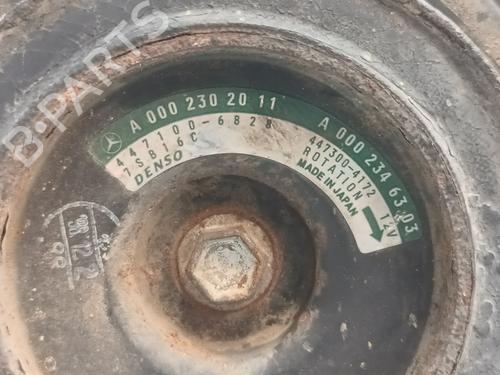 B-PARTS
A 000 230 20 11
A 000 234 63 03
447100-6828
447300-4172 12V
7SB16C
ROTATION
DENSO
MADE IN JAPAN